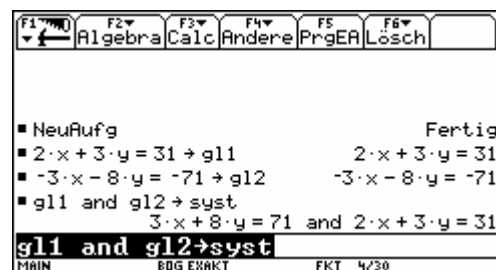 F1 F2 Algebra F3 Calc F4 Andere F5 PrgEA F6 Lösch
▪ NeuAufg Fertig
▪ 2·x + 3·y = 31 → gl1 2·x + 3·y = 31
▪ -3·x - 8·y = -71 → gl2 -3·x - 8·y = -71
▪ gl1 and gl2 → syst
3·x + 8·y = 71 and 2·x + 3·y = 31
gl1 and gl2→syst
MAIN BOG EXAKT FKT 4/30